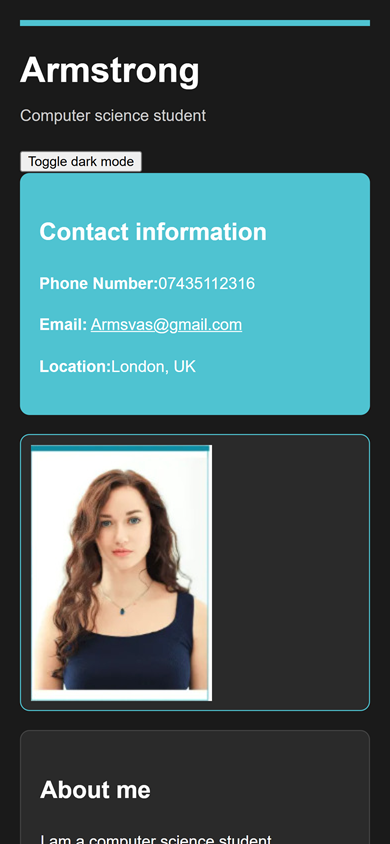 Armstrong
Computer science student
Toggle dark mode
Contact information
Phone Number:07435112316
Email: Armsvas@gmail.com
Location:London, UK
About me
I am a computer science student